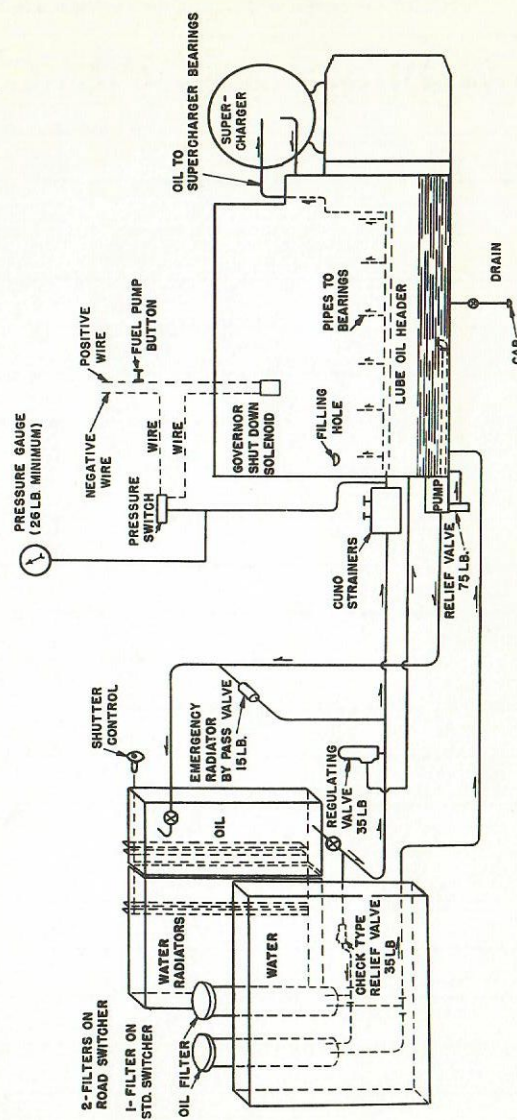 PRESSURE GAUGE
(26 LB. MINIMUM)
POSITIVE
WIRE
NEGATIVE
WIRE
FUEL PUMP
BUTTON
WIRE
WIRE
PRESSURE
SWITCH
GOVERNOR
SHUT DOWN
SOLENOID
OIL TO
SUPERCHARGER BEARINGS
SUPER-
CHARGER
FILLING
HOLE
PIPES TO
BEARINGS
LUBE OIL HEADER
CUNO
STRAINERS
PUMP
RELIEF VALVE
75 LB.
DRAIN
CAP
SHUTTER
CONTROL
EMERGENCY
RADIATOR
BY PASS VALVE
15 LB.
OIL
REGULATING
VALVE
35 LB
WATER
RADIATORS
WATER
CHECK TYPE
RELIEF VALVE
35 LB
2-FILTERS ON
ROAD SWITCHER
1-FILTER ON
STD. SWITCHER
OIL FILTER